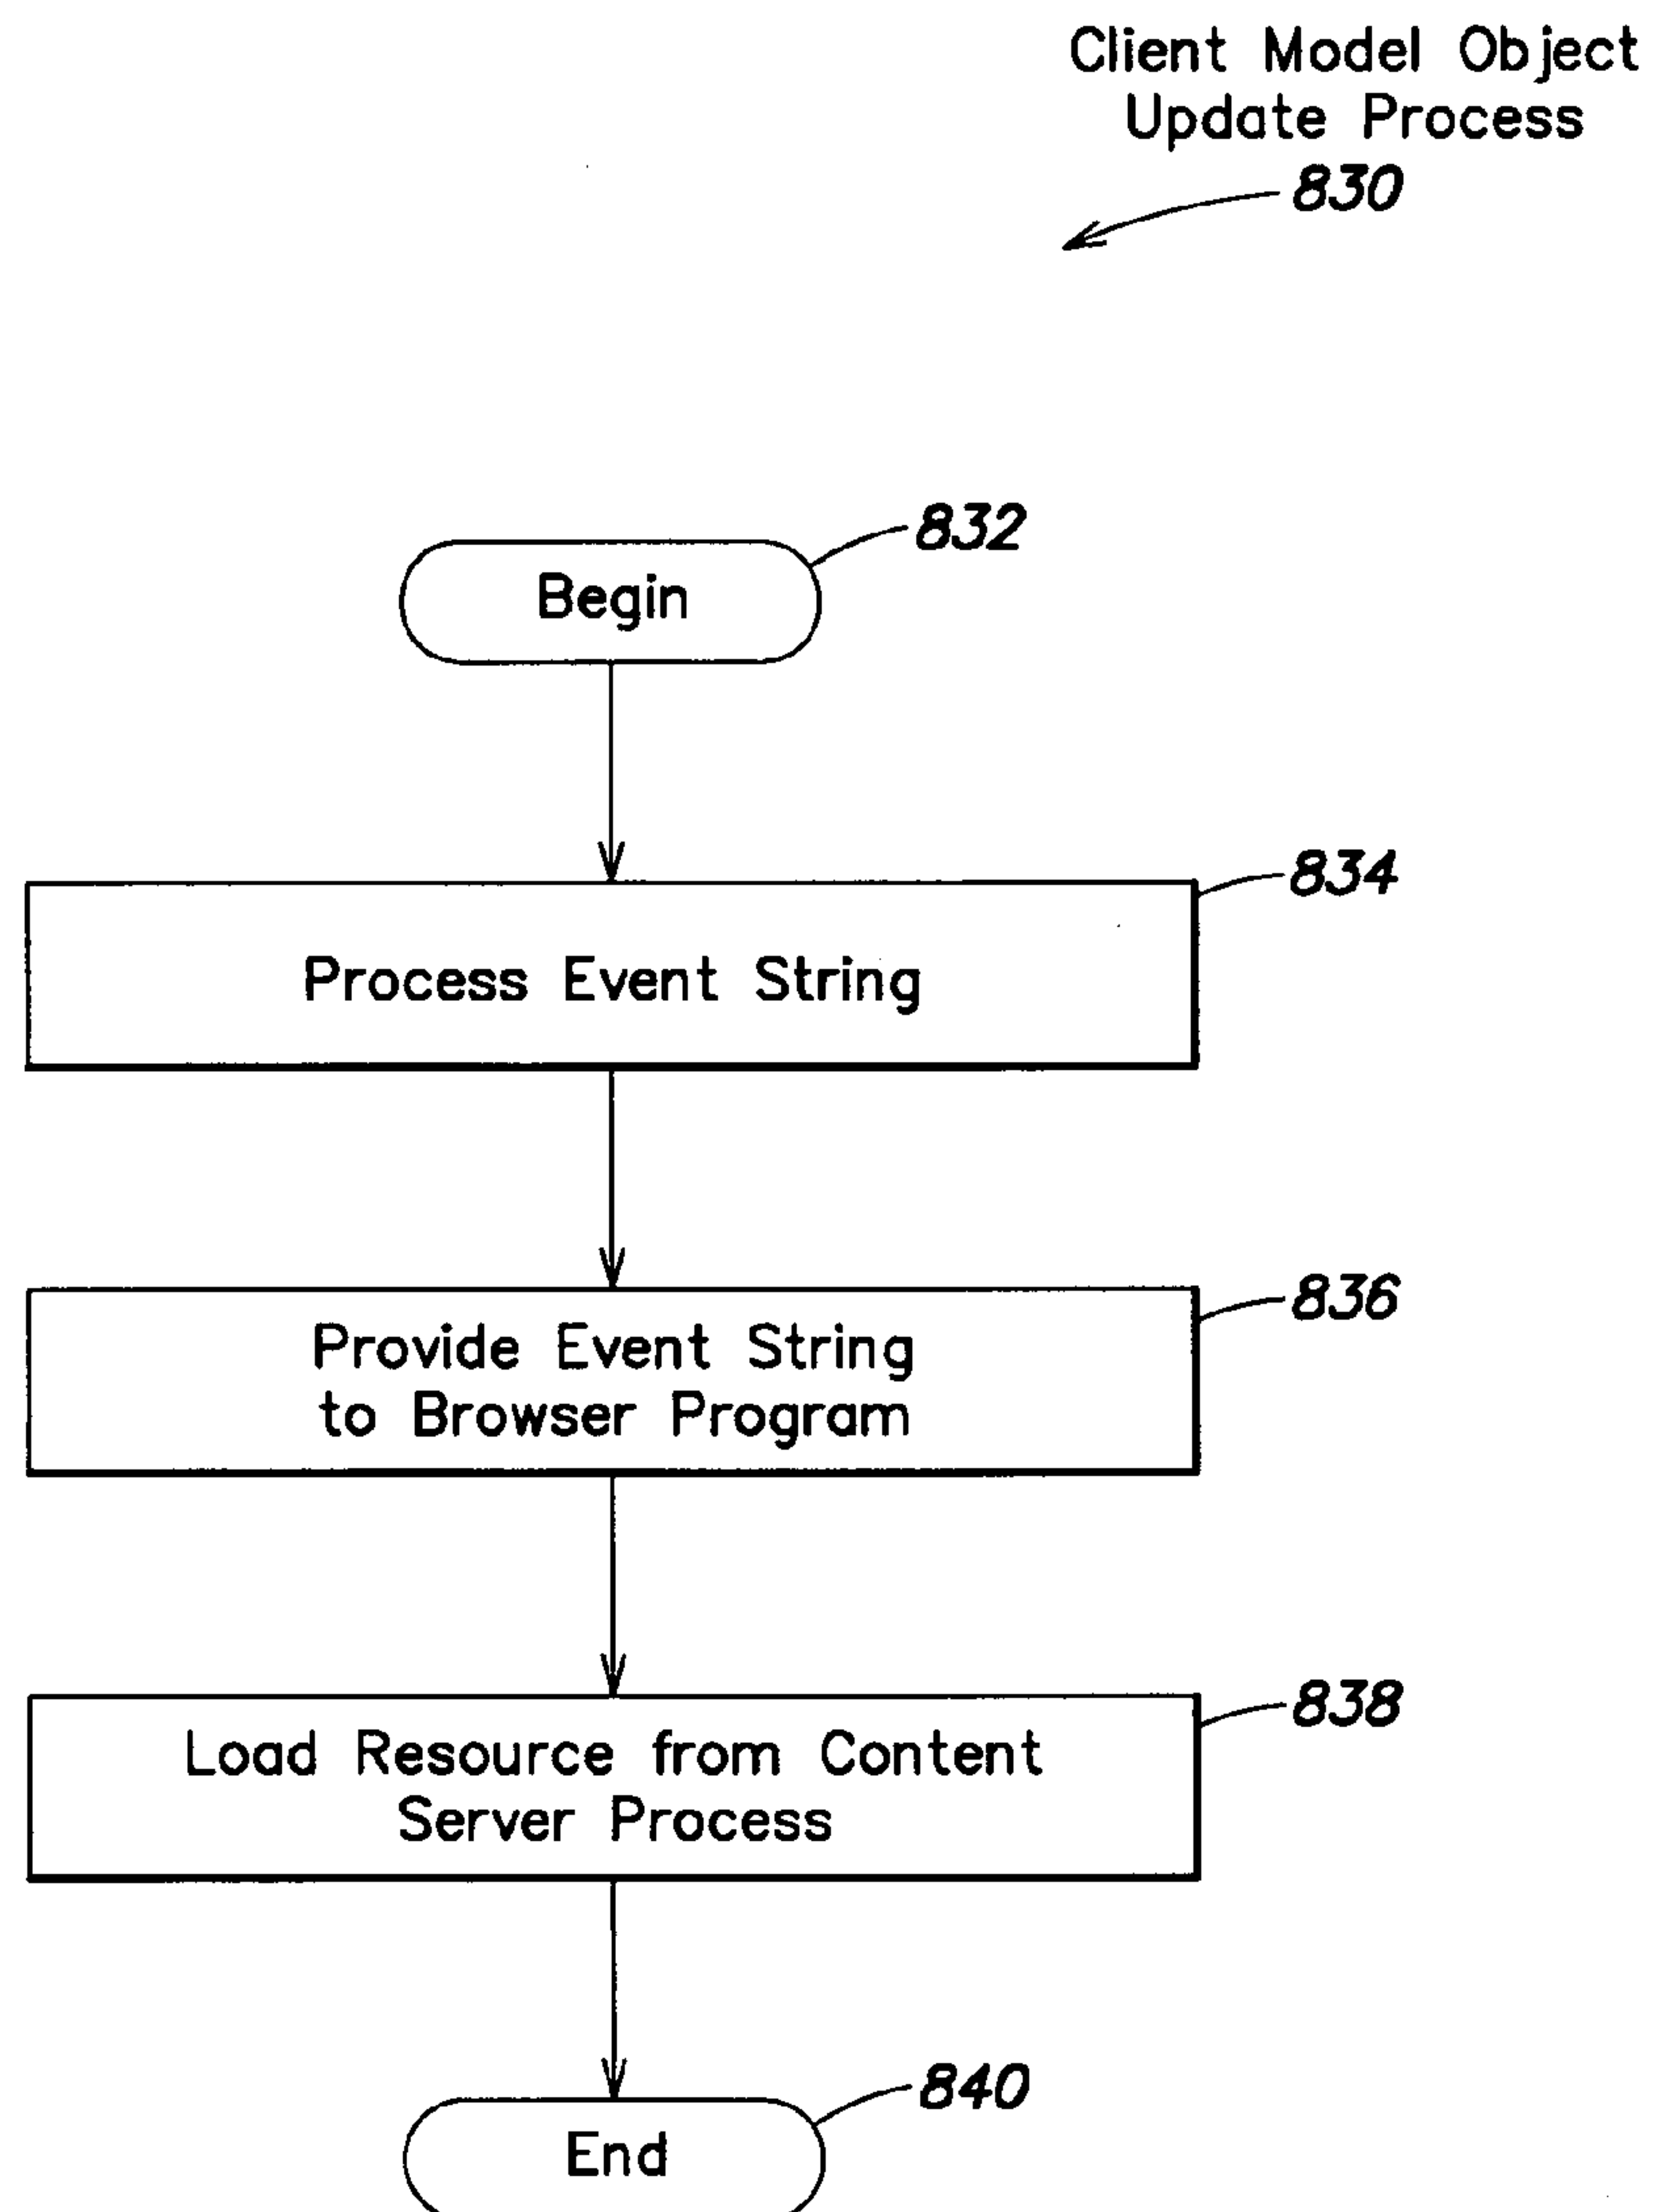 Client Model Object
Update Process
830
832
Begin
834
Process Event String
836
Provide Event String
to Browser Program
838
Load Resource from Content
Server Process
840
End